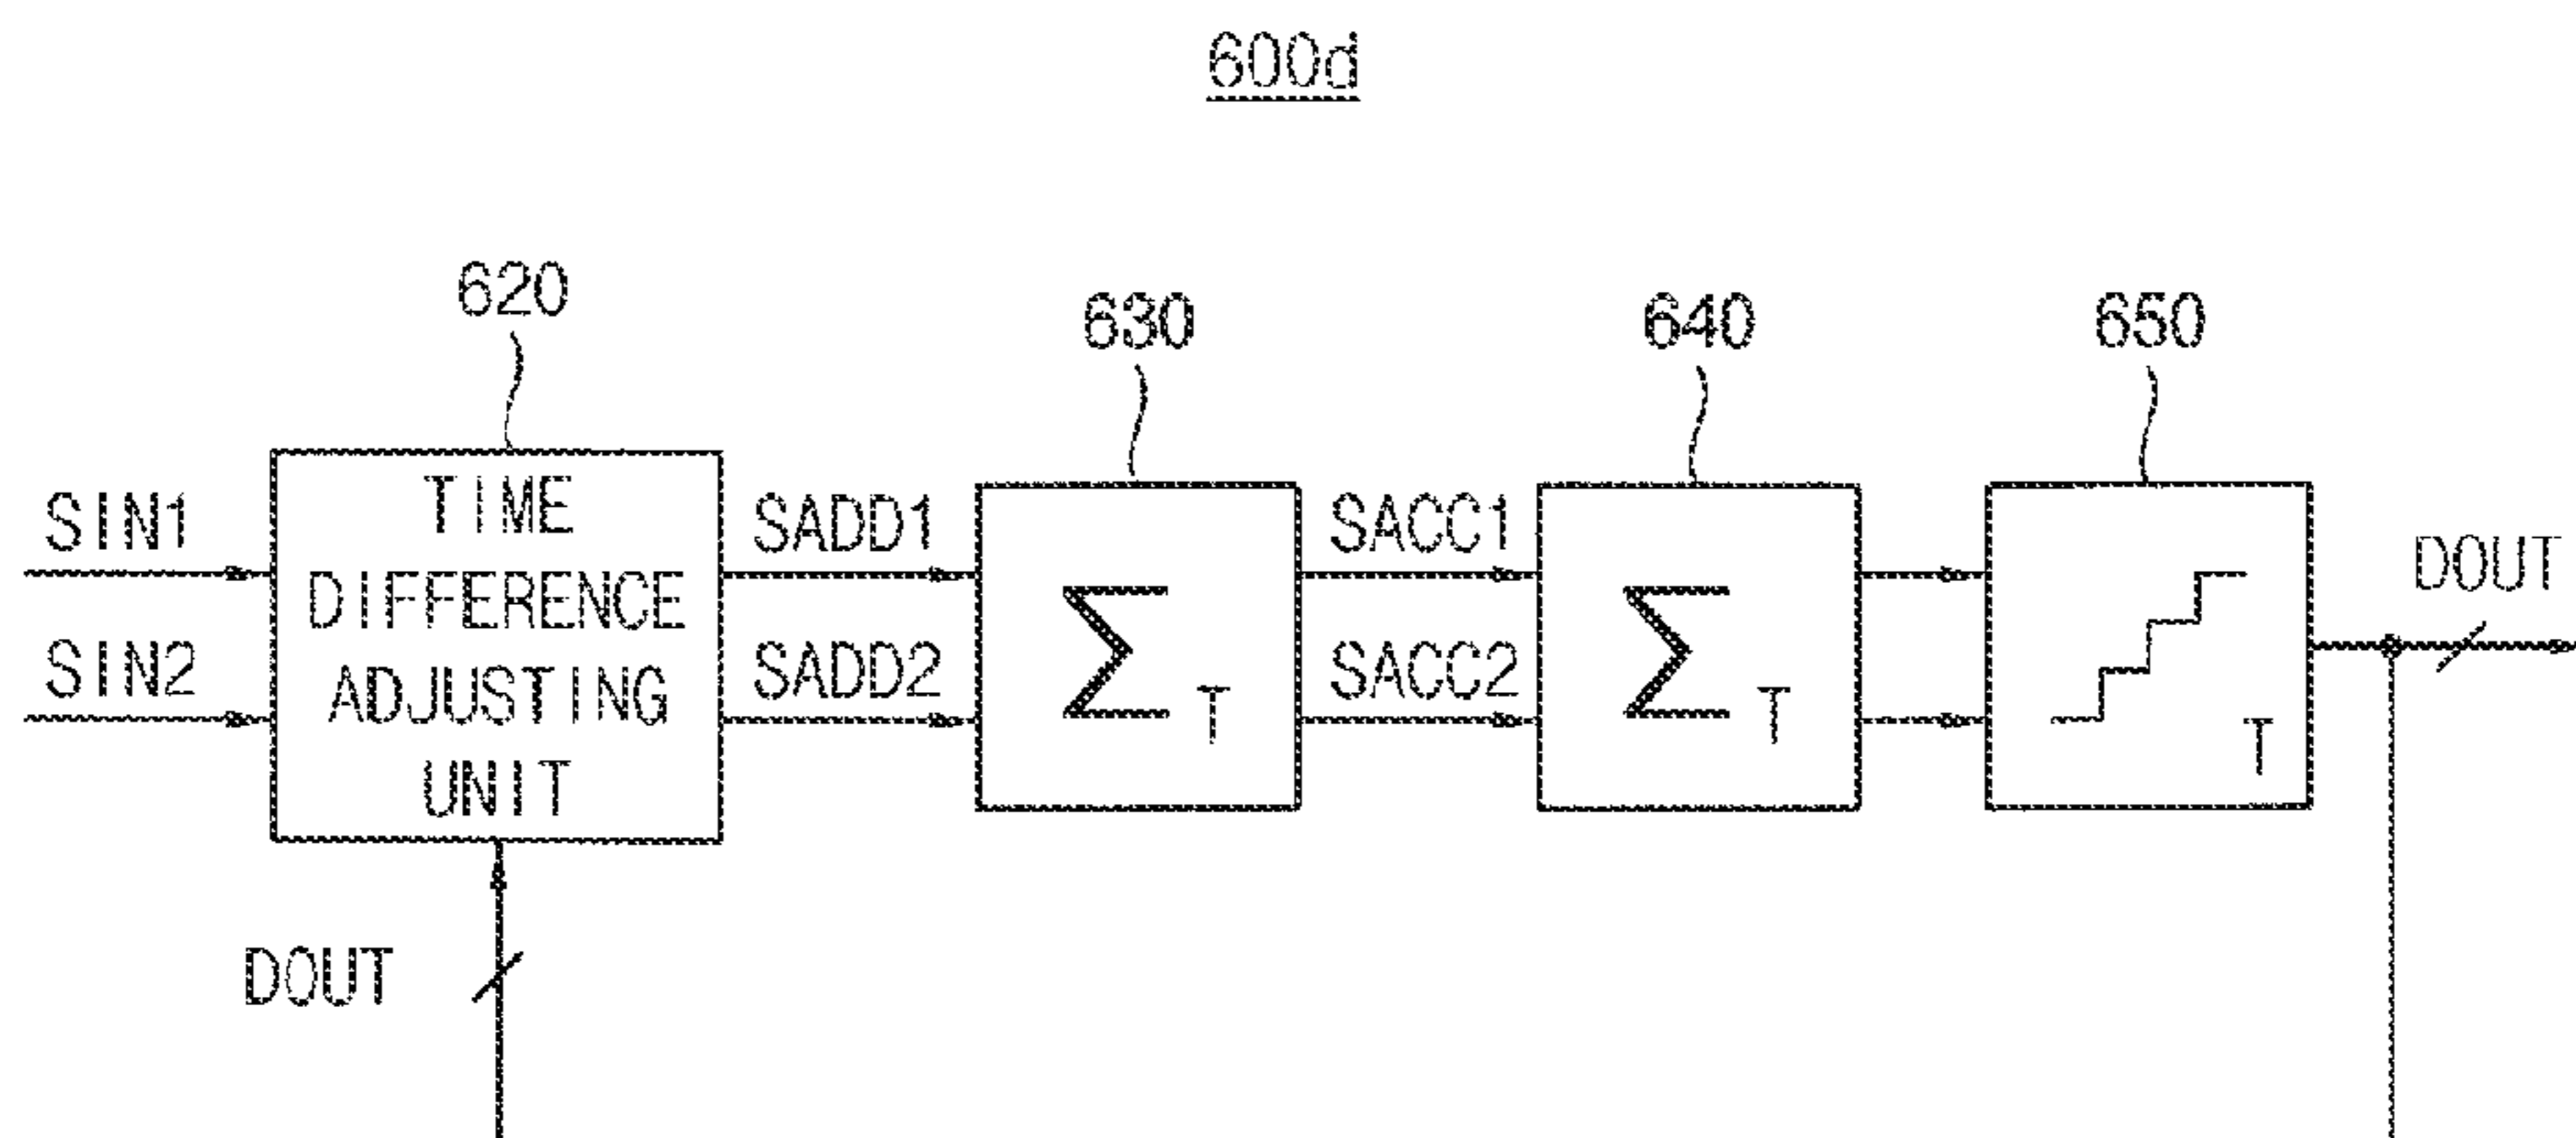 600d
620
630
640
650
SIN1
SIN2
TIME
DIFFERENCE
ADJUSTING
UNIT
SADD1
SADD2
Σ T
SACC1
SACC2
Σ T
T
DOUT
DOUT